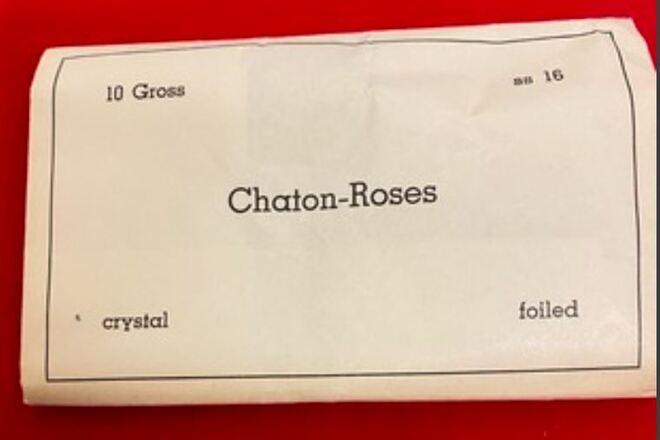 10 Gross
ss 16
Chaton-Roses
crystal
foiled